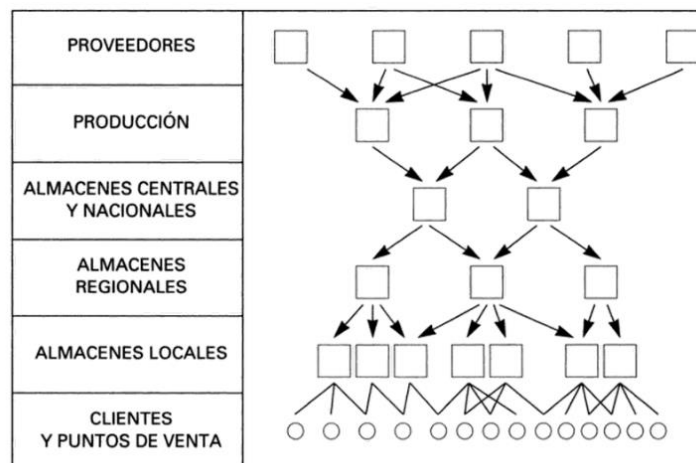 PROVEEDORES
PRODUCCIÓN
ALMACENES CENTRALES
Y NACIONALES
ALMACENES
REGIONALES
ALMACENES LOCALES
CLIENTES
Y PUNTOS DE VENTA